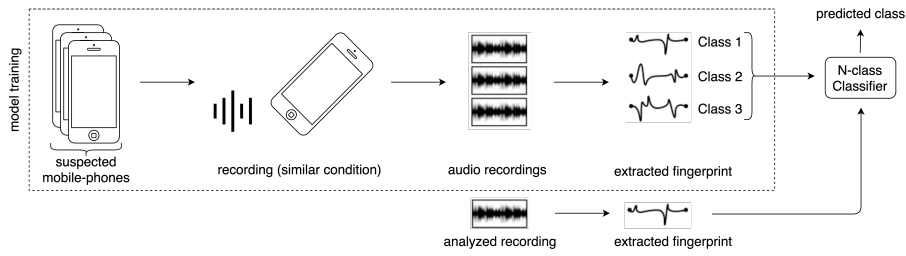 predicted class
model training
Class 1
Class 2
Class 3
N-class
Classifier
suspected
mobile-phones
recording (similar condition)
audio recordings
extracted fingerprint
analyzed recording
extracted fingerprint